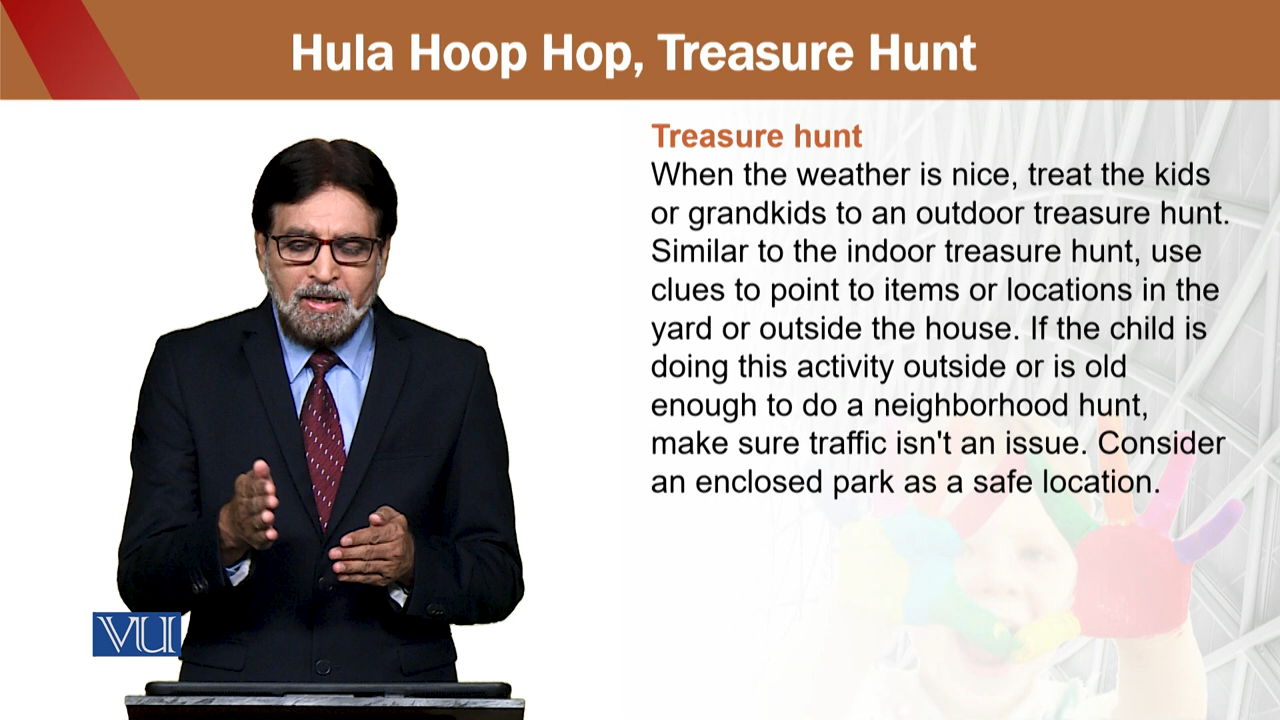 Hula Hoop Hop, Treasure Hunt
Treasure hunt
When the weather is nice, treat the kids
or grandkids to an outdoor treasure hunt.
Similar to the indoor treasure hunt, use
clues to point to items or locations in the
yard or outside the house. If the child is
doing this activity outside or is old
enough to do a neighborhood hunt,
make sure traffic isn't an issue. Consider
an enclosed park as a safe location.
VU